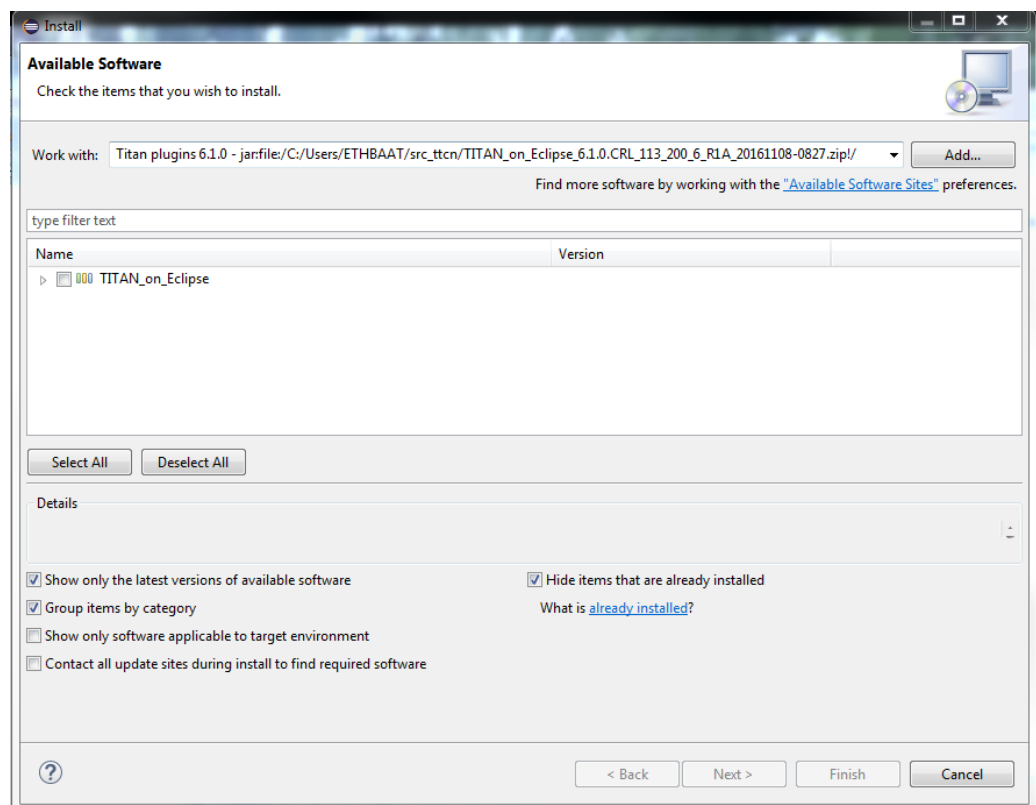 Install
Available Software
Check the items that you wish to install.
Work with: Titan plugins 6.1.0 - jar:file:/C:/Users/ETHBAAT/src_ttcn/TITAN_on_Eclipse_6.1.0.CRL_113_200_6_R1A_20161108-0827.zip!/ Add...
Find more software by working with the "Available Software Sites" preferences.
type filter text
Name Version
TITAN_on_Eclipse
Select All Deselect All
Details
Show only the latest versions of available software Hide items that are already installed
Group items by category What is already installed?
Show only software applicable to target environment
Contact all update sites during install to find required software
? < Back Next > Finish Cancel